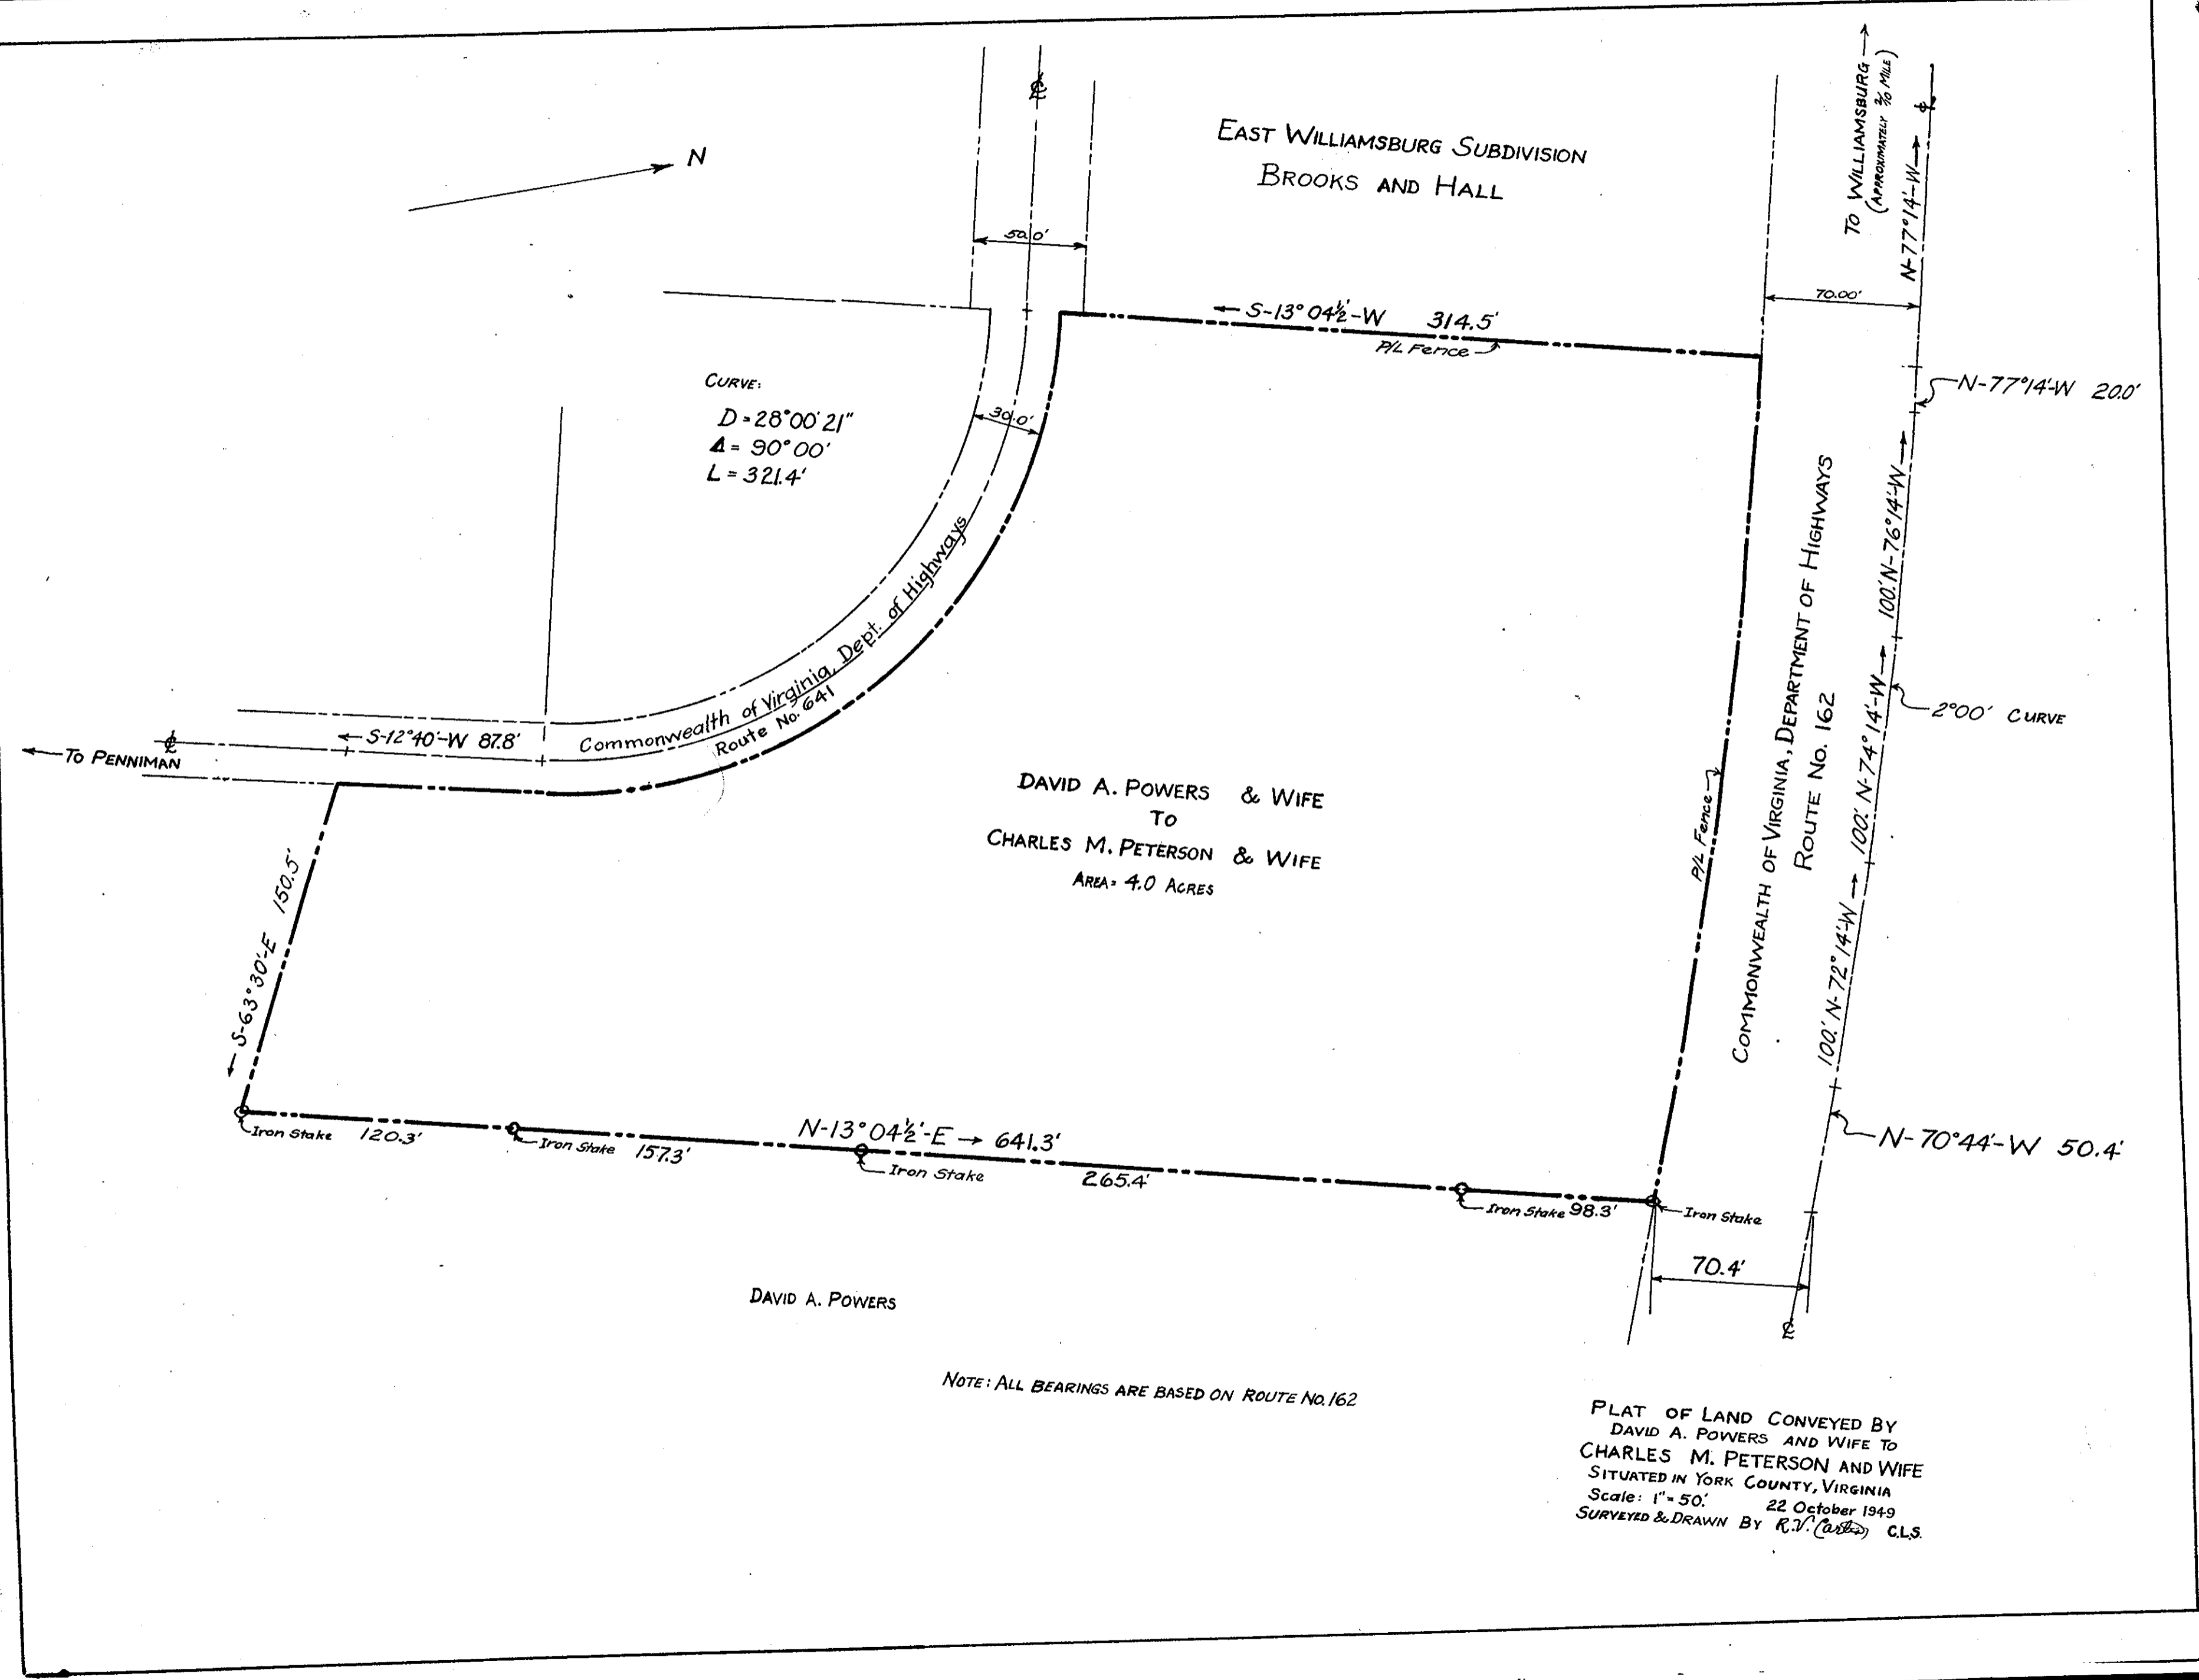 N
EAST WILLIAMSBURG SUBDIVISION
BROOKS AND HALL
TO WILLIAMSBURG →
(APPROXIMATELY 3/10 MILE)
N-77°14'-W →
50.0'
70.00'
← S-13°04½'-W 314.5'
P/L Fence
N-77°14'-W 20.0'
CURVE:
D = 28°00'21"
Δ = 90°00'
L = 321.4'
30.0'
Commonwealth of Virginia, Dept. of Highways
Route No. 641
← S-12°40'-W 87.8'
← TO PENNIMAN
COMMONWEALTH OF VIRGINIA, DEPARTMENT OF HIGHWAYS
ROUTE NO. 162
100.' N-76°14'-W →
100.' N-74°14'-W →
100.' N-72°14'-W →
2°00' CURVE
P/L Fence
DAVID A. POWERS & WIFE
TO
CHARLES M. PETERSON & WIFE
AREA = 4.0 ACRES
← S-63°30'-E 150.5'
N-13°04½'-E → 641.3'
Iron Stake 120.3'
Iron Stake 157.3'
Iron Stake
265.4'
Iron Stake 98.3'
Iron Stake
N-70°44'-W 50.4'
70.4'
DAVID A. POWERS
NOTE: ALL BEARINGS ARE BASED ON ROUTE NO. 162
PLAT OF LAND CONVEYED BY
DAVID A. POWERS AND WIFE TO
CHARLES M. PETERSON AND WIFE
SITUATED IN YORK COUNTY, VIRGINIA
Scale: 1" = 50.' 22 October 1949
SURVEYED & DRAWN BY R.V. C.L.S.